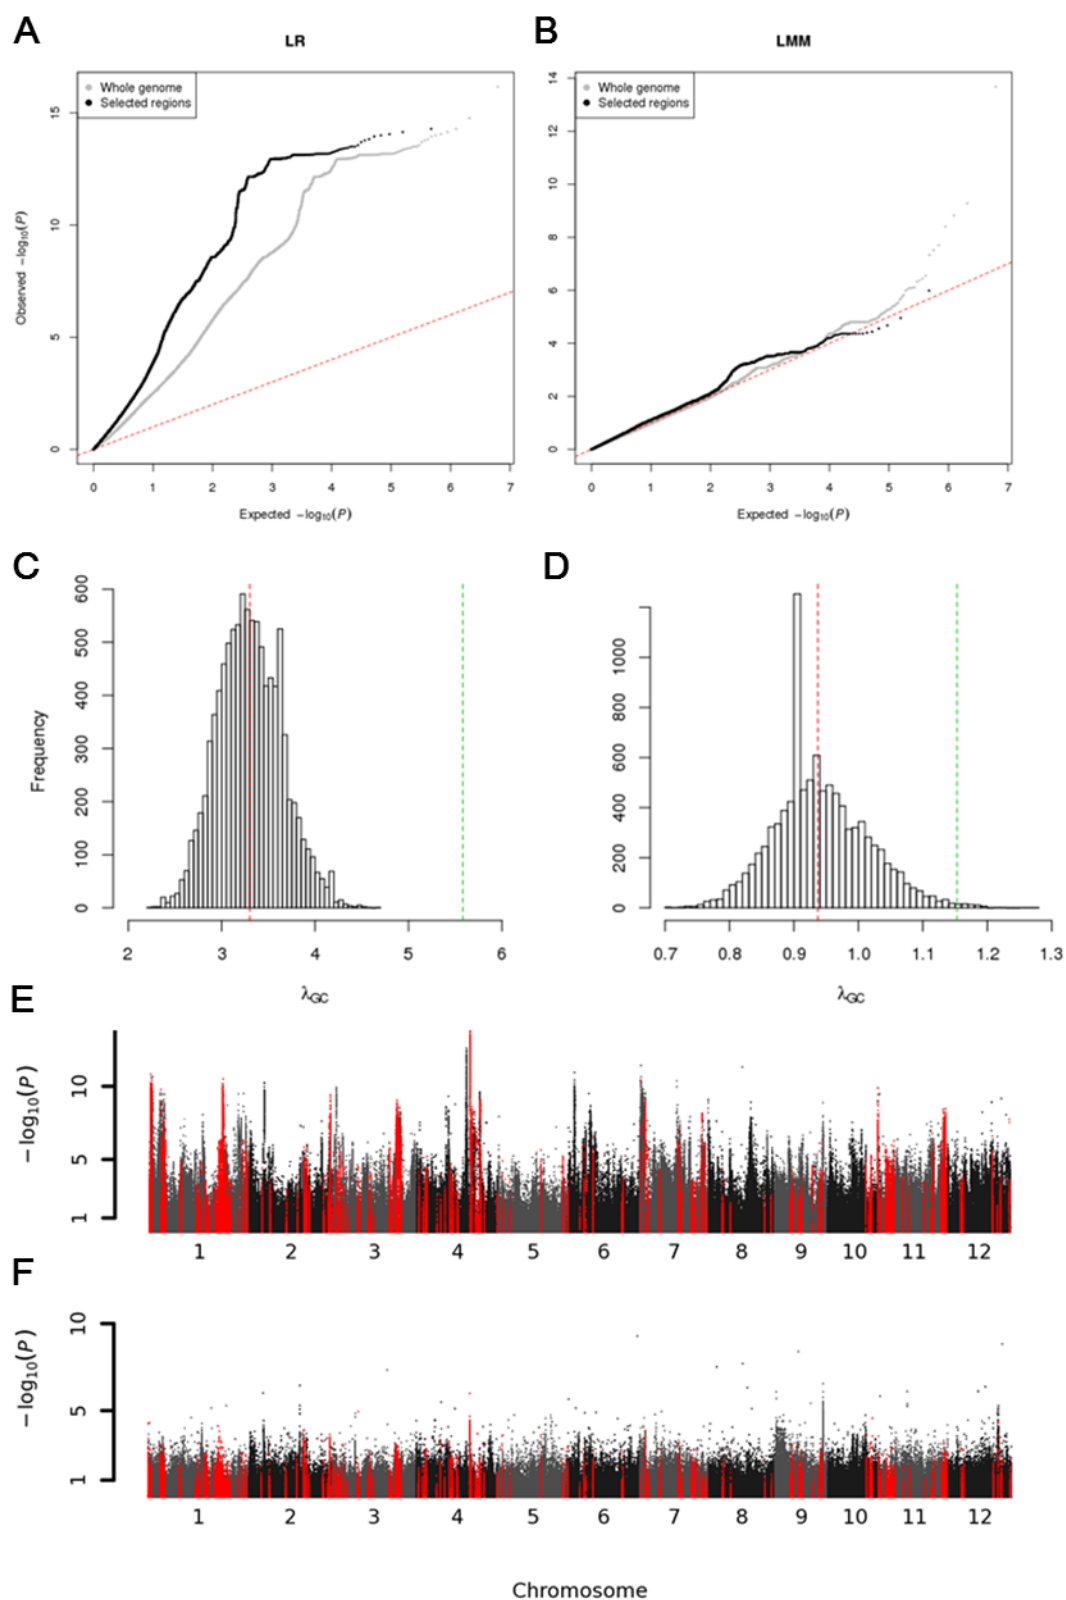 A
B
LR
LMM
Whole genome
Selected regions
Whole genome
Selected regions
Observed −log10(P)
15
10
5
0
14
12
10
8
6
4
2
0
0 1 2 3 4 5 6 7
0 1 2 3 4 5 6 7
Expected −log10(P)
Expected −log10(P)
C
D
Frequency
600
500
400
300
200
100
0
1000
800
600
400
200
0
2 3 4 5 6
0.7 0.8 0.9 1.0 1.1 1.2 1.3
λGC
λGC
E
−log10(P)
10
5
1
1 2 3 4 5 6 7 8 9 10 11 12
F
−log10(P)
10
5
1
1 2 3 4 5 6 7 8 9 10 11 12
Chromosome